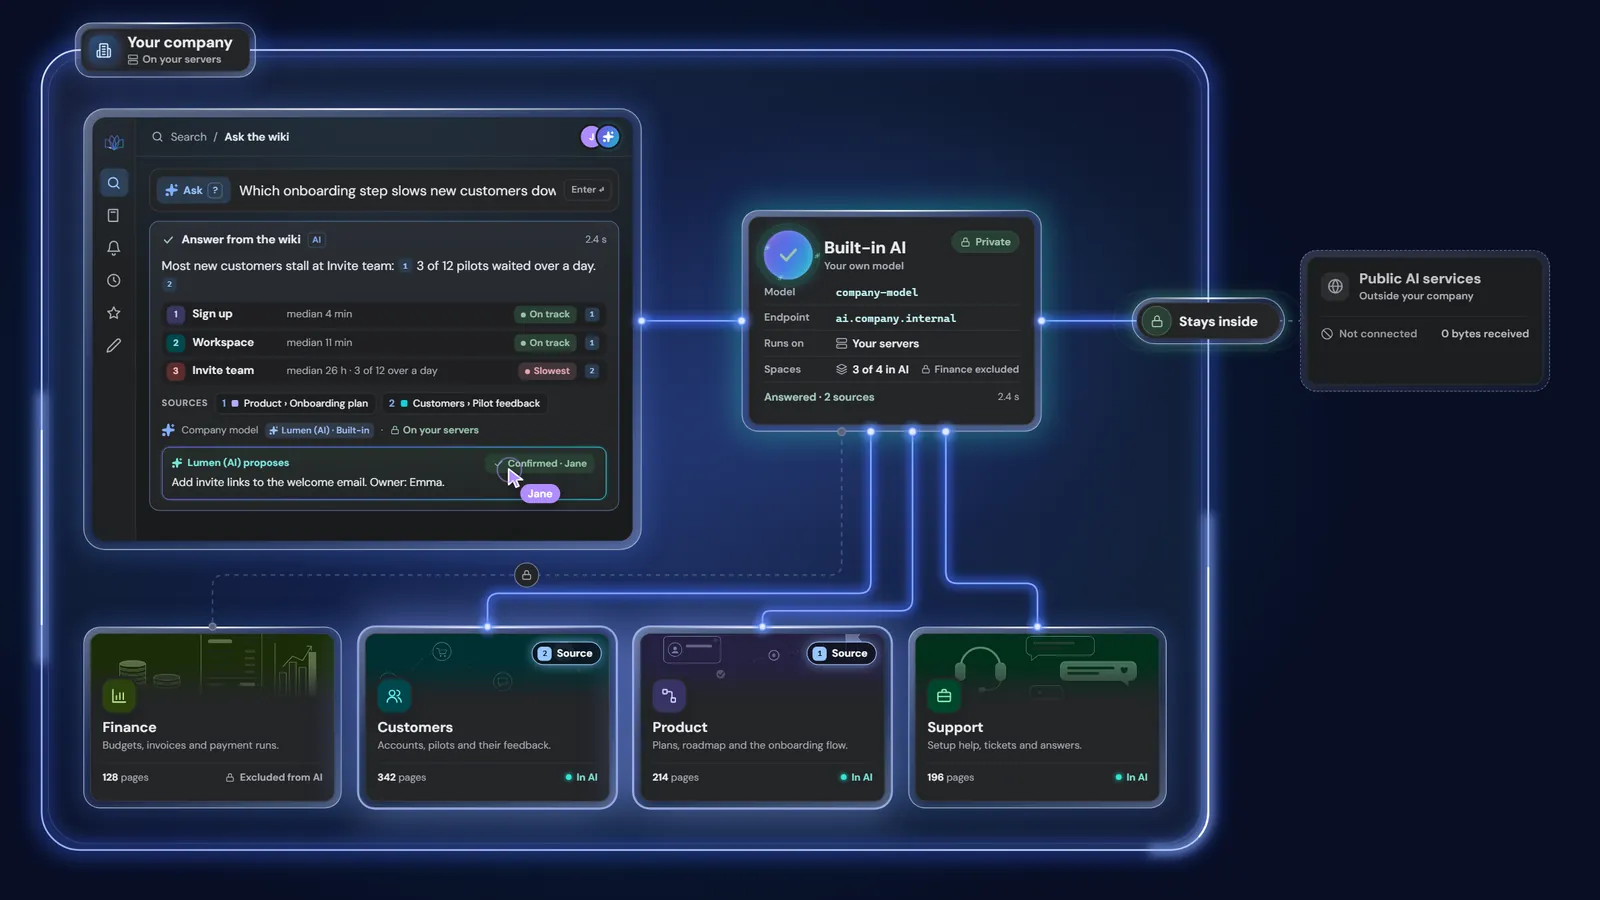 Your company
On your servers
Search / Ask the wiki
Ask ? Which onboarding step slows new customers dow Enter
Answer from the wiki AI 2.4 s
Most new customers stall at Invite team: 1 3 of 12 pilots waited over a day.
2
1 Sign up median 4 min On track 1
2 Workspace median 11 min On track 1
3 Invite team median 26 h · 3 of 12 over a day Slowest 2
SOURCES 1 Product › Onboarding plan 2 Customers › Pilot feedback
Company model Lumen (AI) · Built-in · On your servers
Lumen (AI) proposes Confirmed · Jane
Add invite links to the welcome email. Owner: Emma.
Jane
Built-in AI Private
Your own model
Model company-model
Endpoint ai.company.internal
Runs on Your servers
Spaces 3 of 4 in AI Finance excluded
Answered · 2 sources 2.4 s
Stays inside
Public AI services
Outside your company
Not connected 0 bytes received
Finance
Budgets, invoices and payment runs.
128 pages Excluded from AI
2 Source
Customers
Accounts, pilots and their feedback.
342 pages In AI
1 Source
Product
Plans, roadmap and the onboarding flow.
214 pages In AI
Support
Setup help, tickets and answers.
196 pages In AI